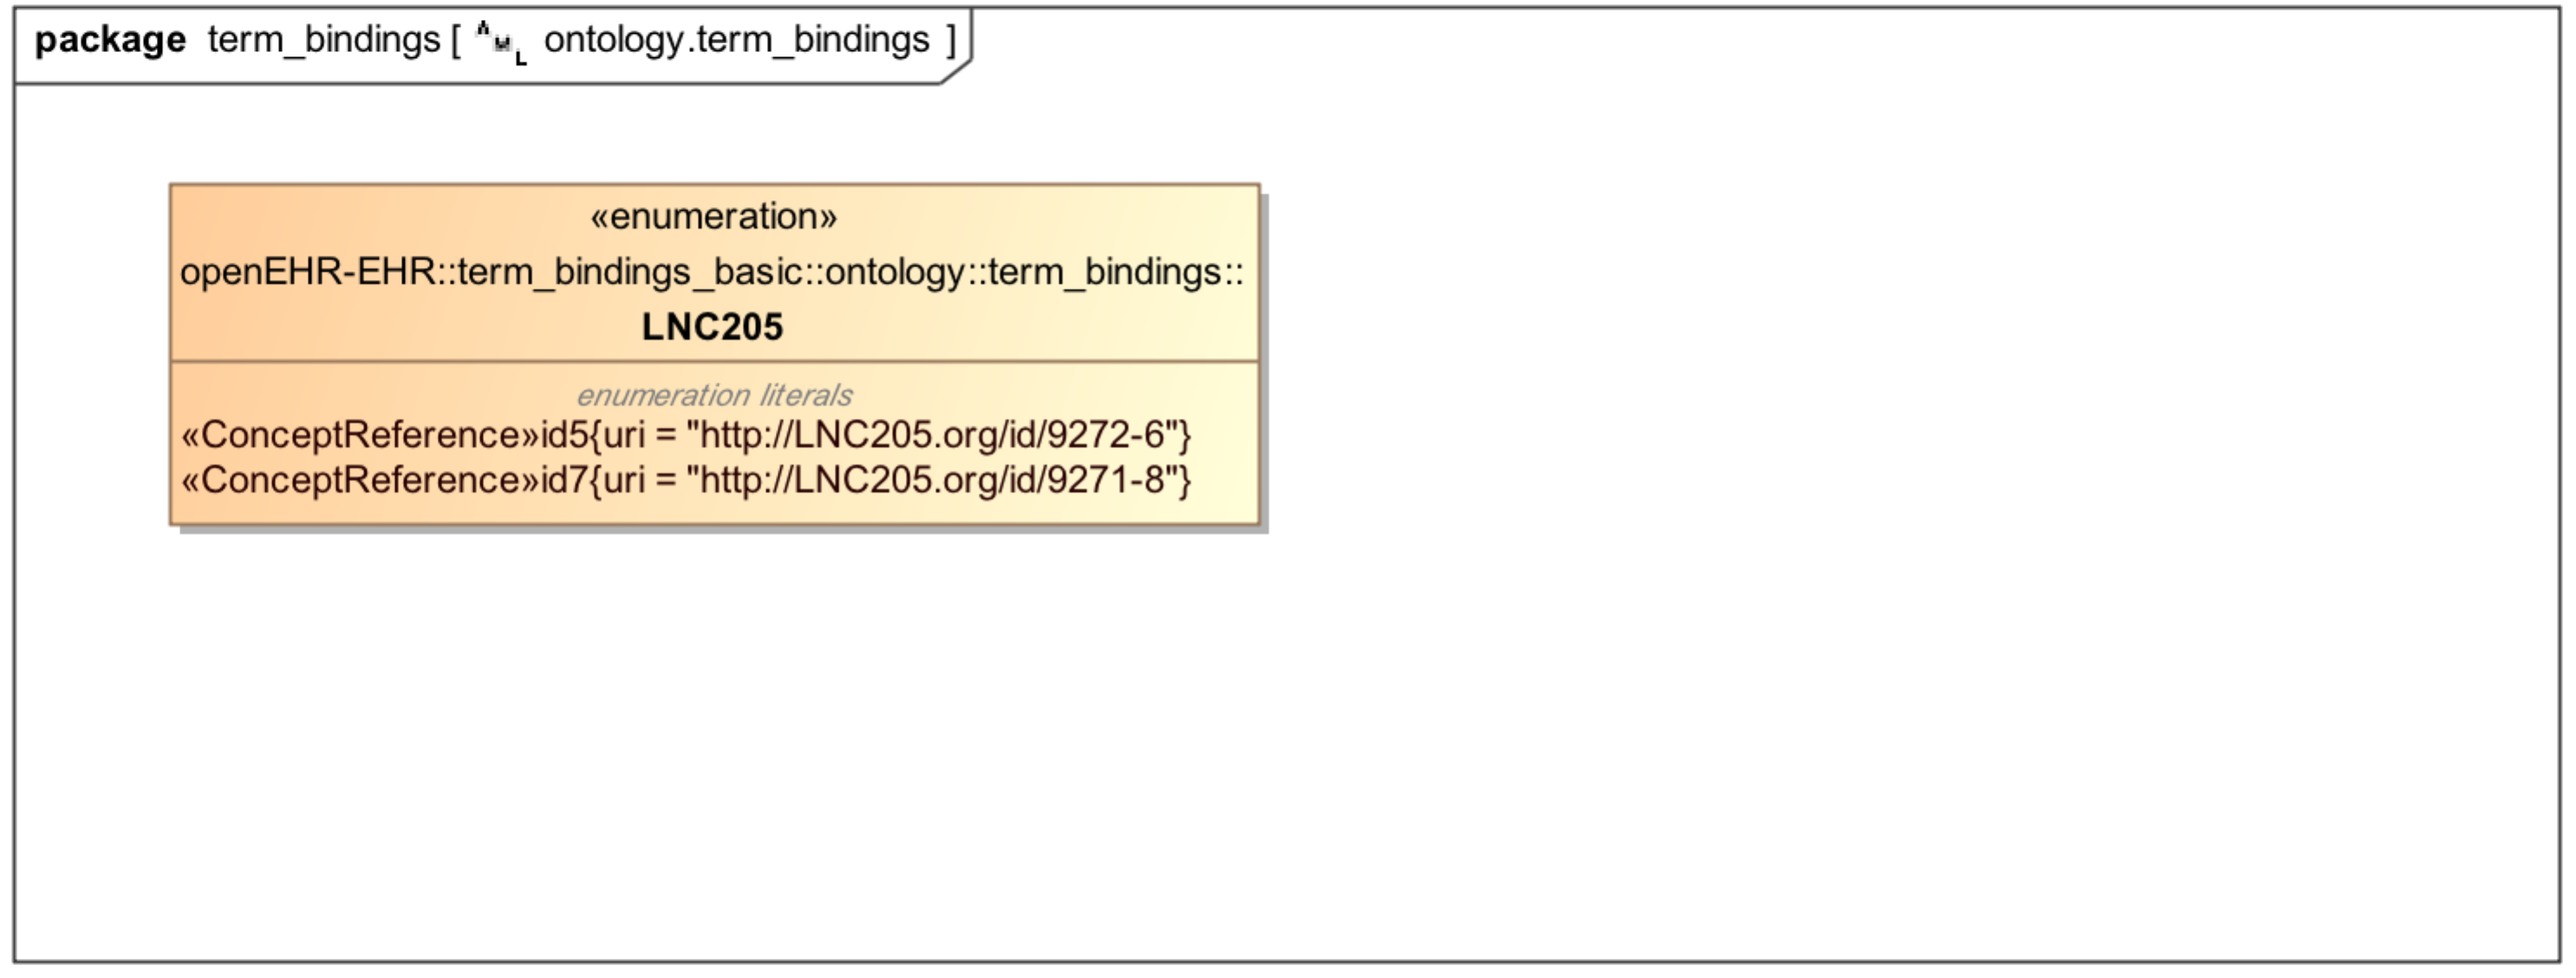 package term_bindings [ AML ontology.term_bindings ]
«enumeration»
openEHR-EHR::term_bindings_basic::ontology::term_bindings::
LNC205
enumeration literals
«ConceptReference»id5{uri = "http://LNC205.org/id/9272-6"}
«ConceptReference»id7{uri = "http://LNC205.org/id/9271-8"}